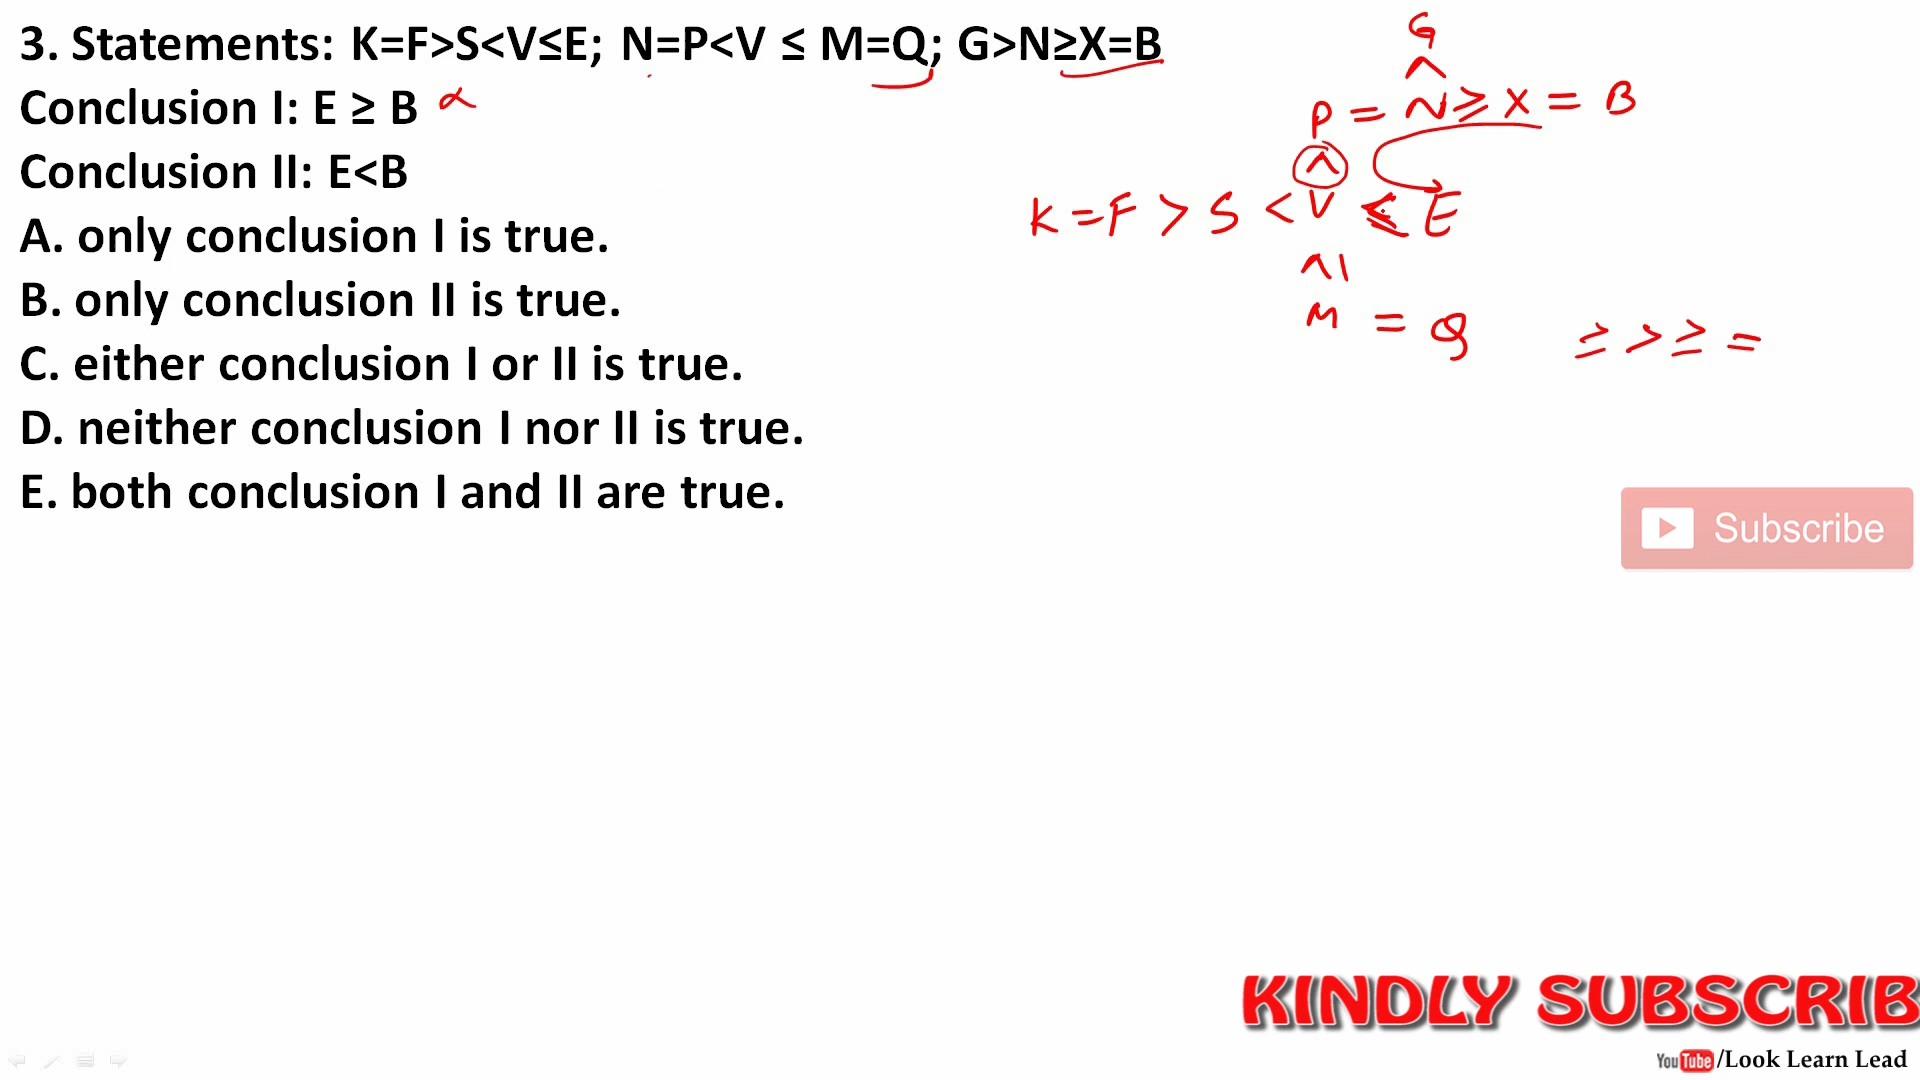 3. Statements: K=F>S<V≤E; N=P<V ≤ M=Q; G>N≥X=B
Conclusion I: E ≥ B
Conclusion II: E<B
A. only conclusion I is true.
B. only conclusion II is true.
C. either conclusion I or II is true.
D. neither conclusion I nor II is true.
E. both conclusion I and II are true.
G
^
P = N ≥ X = B
^
K = F > S < V ≤ E
^ |
M = Q
≥ > ≥ =
Subscribe
KINDLY SUBSCRIB
YouTube /Look Learn Lead